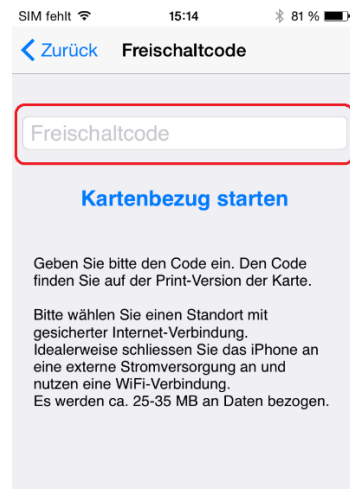 SIM fehlt 15:14 81 %
Zurück Freischaltcode
Freischaltcode
Kartenbezug starten
Geben Sie bitte den Code ein. Den Code
finden Sie auf der Print-Version der Karte.
Bitte wählen Sie einen Standort mit
gesicherter Internet-Verbindung.
Idealerweise schliessen Sie das iPhone an
eine externe Stromversorgung an und
nutzen eine WiFi-Verbindung.
Es werden ca. 25-35 MB an Daten bezogen.